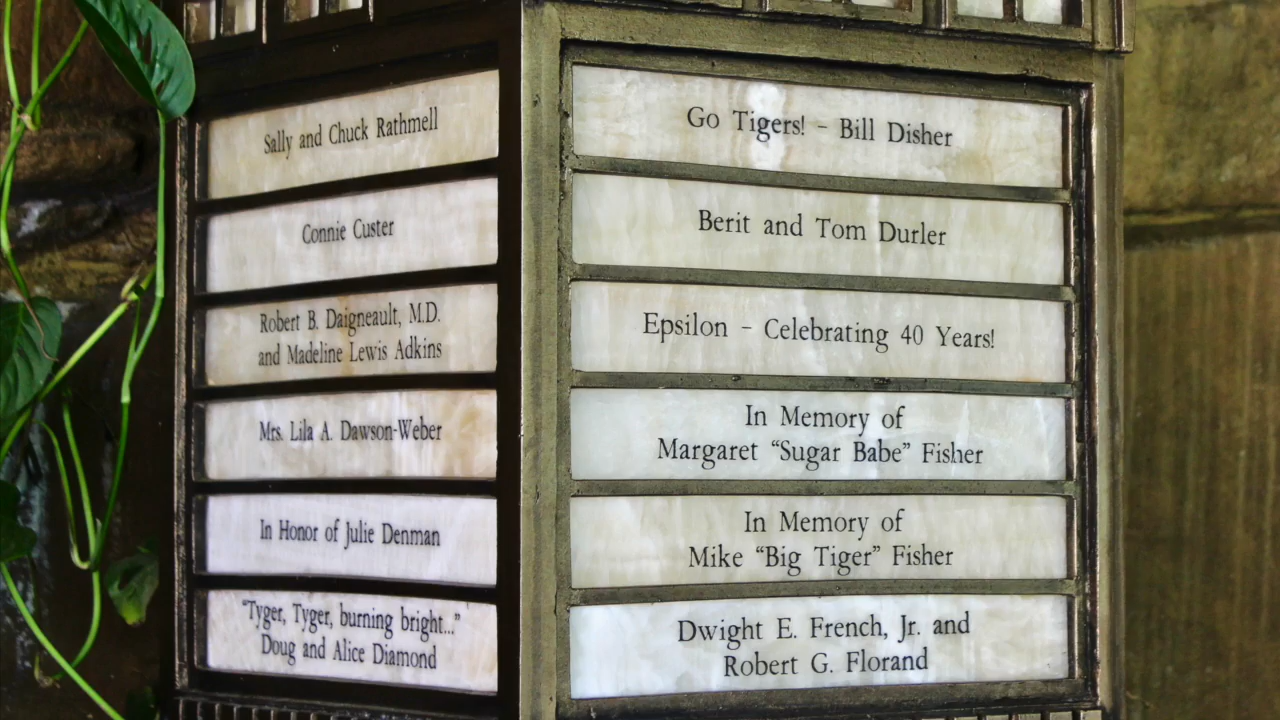 Sally and Chuck Rathmell
Connie Custer
Robert B. Daigneault, M.D.
and Madeline Lewis Adkins
Mrs. Lila A. Dawson-Weber
In Honor of Julie Denman
"Tyger, Tyger, burning bright..."
Doug and Alice Diamond
Go Tigers! - Bill Disher
Berit and Tom Durler
Epsilon - Celebrating 40 Years!
In Memory of
Margaret “Sugar Babe” Fisher
In Memory of
Mike “Big Tiger” Fisher
Dwight E. French, Jr. and
Robert G. Florand